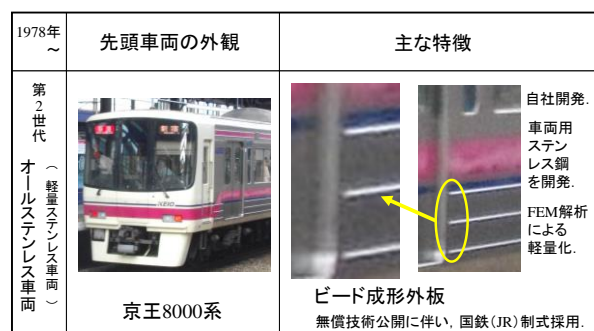 1978年
～
先頭車両の外観
主な特徴
第2世代
オールステンレス車両
（軽量ステンレス車両）
京王8000系
自社開発.
車両用
ステン
レス鋼
を開発.
FEM解析
による
軽量化.
ビード成形外板
無償技術公開に伴い, 国鉄(JR)制式採用.